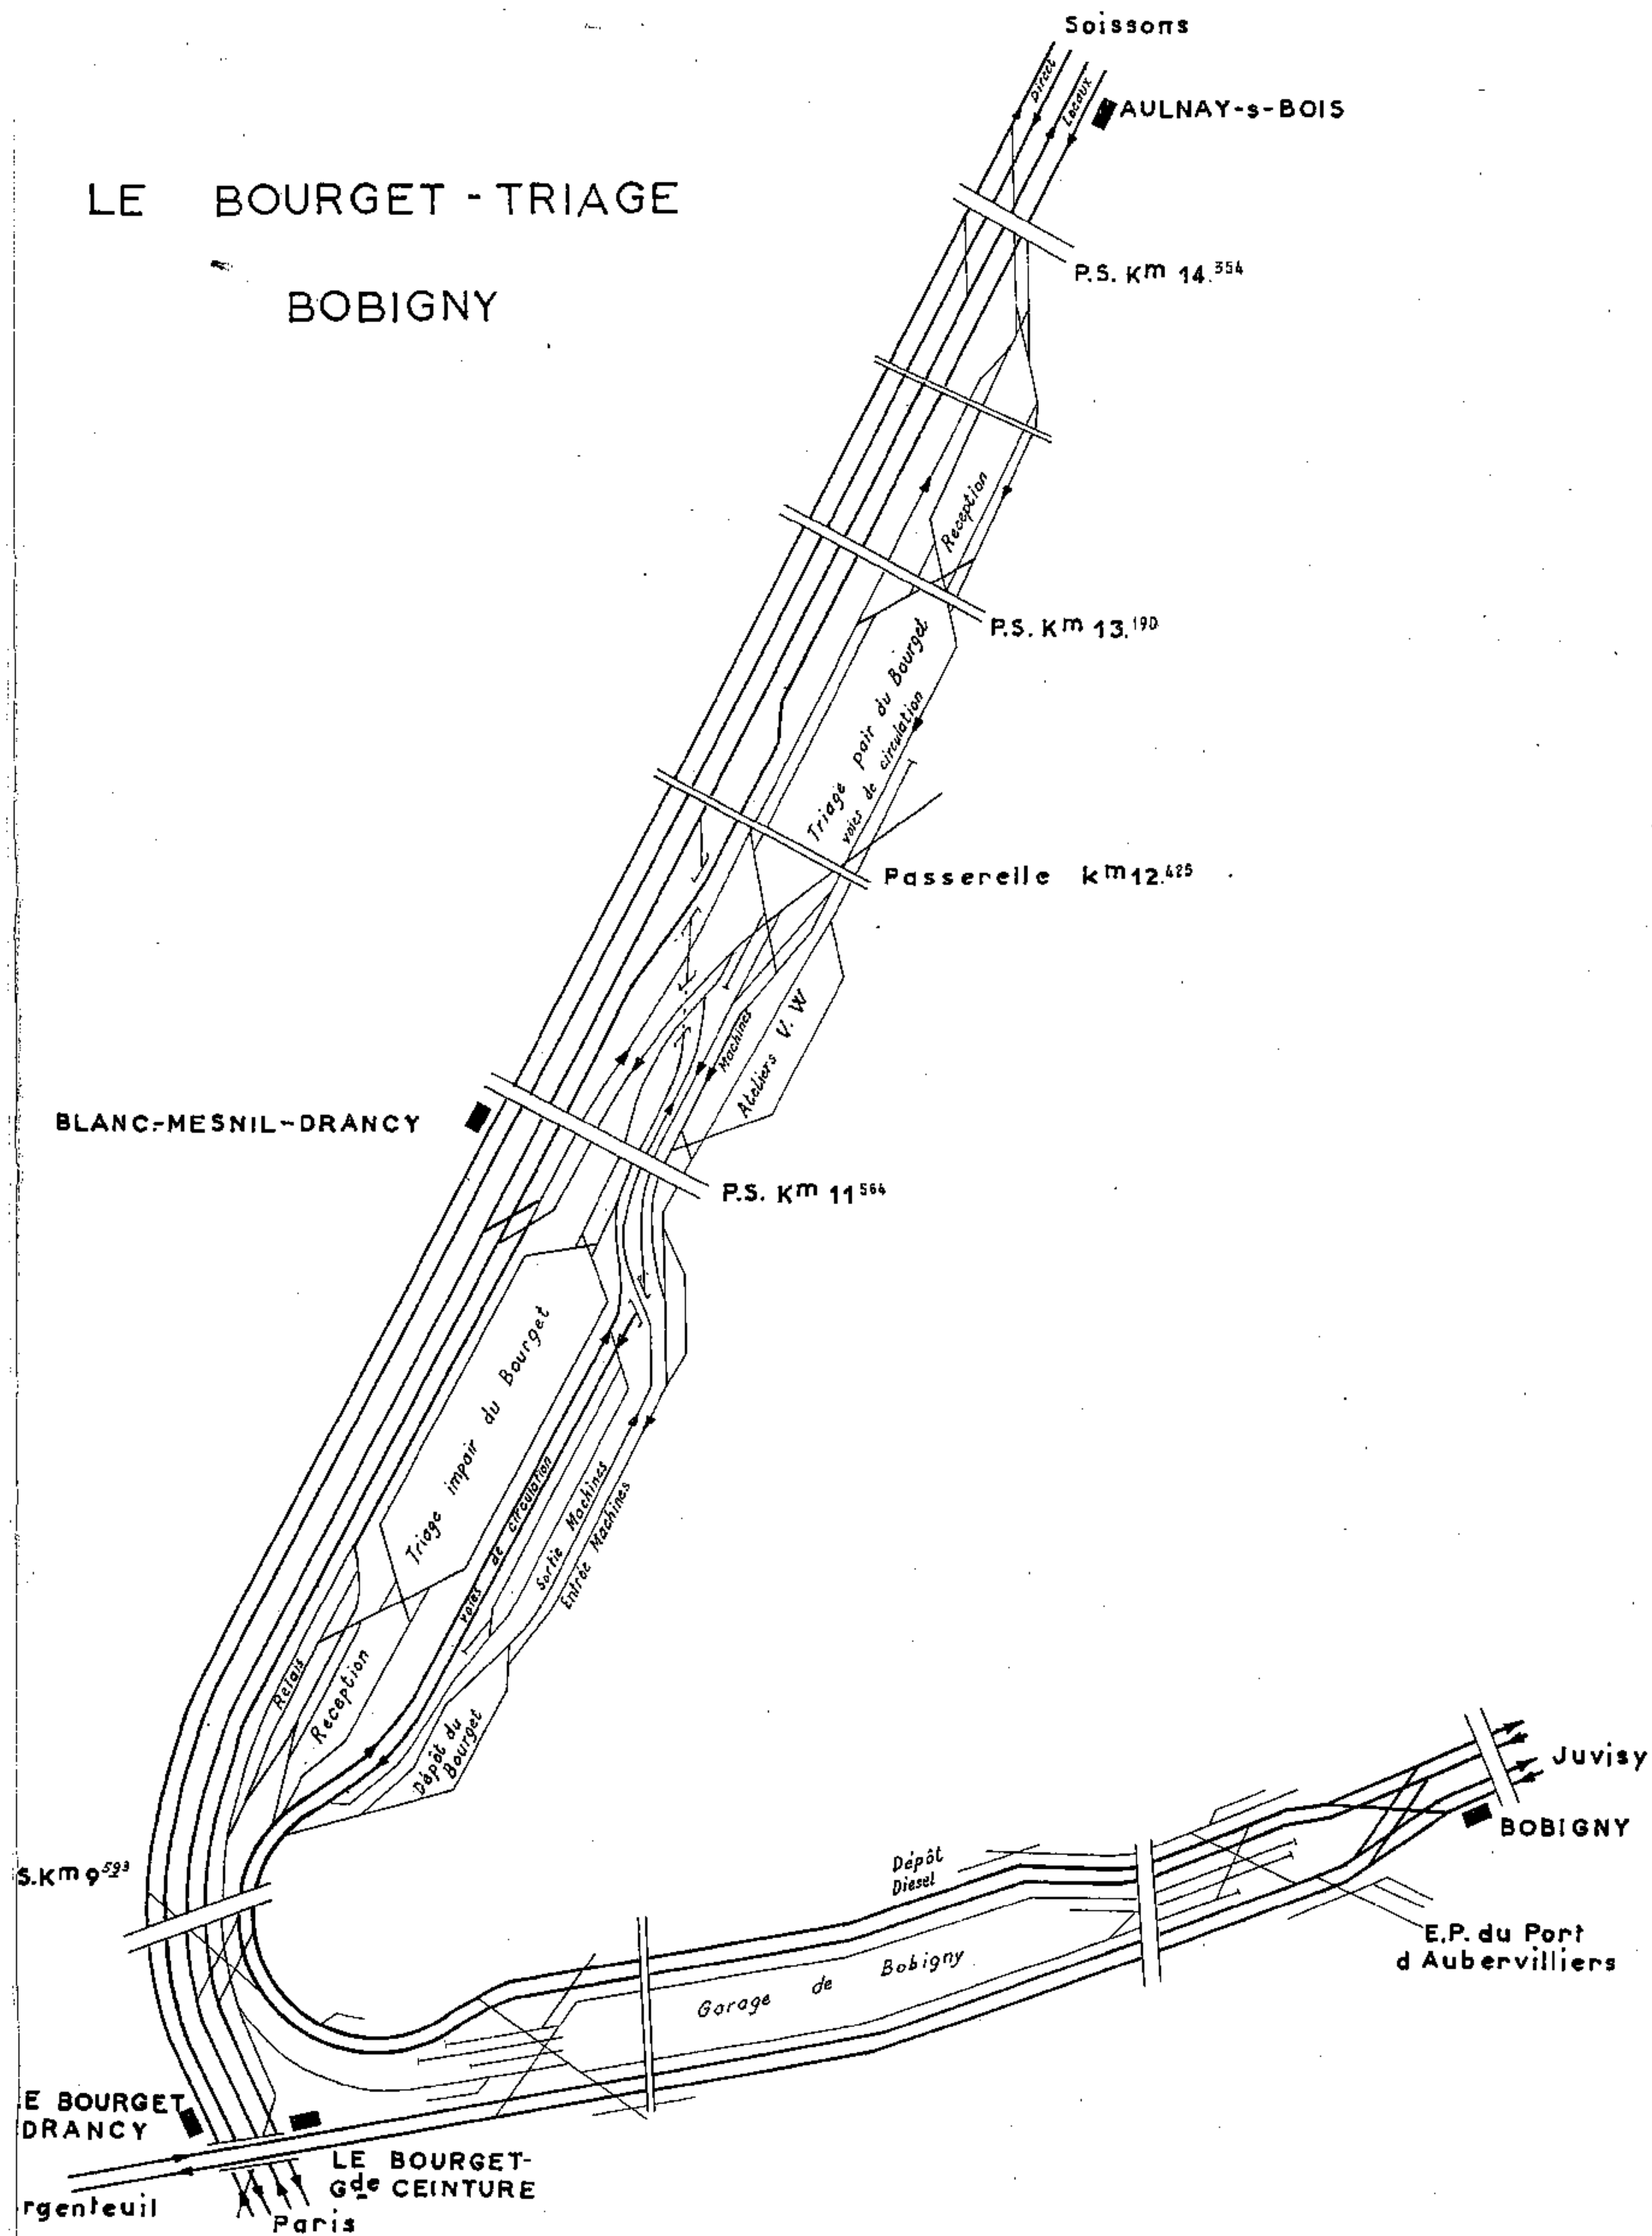 Soissons
Direct
Locaux
AULNAY-s-BOIS
LE BOURGET - TRIAGE
BOBIGNY
P.S. Km 14.354
Reception
P.S. Km 13.190
Triage pair du Bourget
voies de circulation
Passerelle km 12.425
Machines
Ateliers V. W
BLANC-MESNIL-DRANCY
P.S. Km 11 564
Triage impair du Bourget
voies de circulation
Sortie Machines
Entrée Machines
Relais
Reception
Dépôt du
Bourget
Juvisy
BOBIGNY
S.Km 9 593
Dépôt
Diesel
E.P. du Port
d Aubervilliers
Garage de Bobigny
E BOURGET
DRANCY
LE BOURGET-
Gde CEINTURE
rgenteuil
Paris